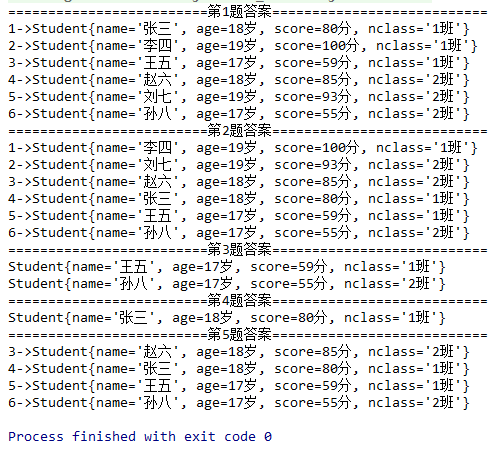 =========================第1题答案===========================
1->Student{name='张三', age=18岁, score=80分, nclass='1班'}
2->Student{name='李四', age=19岁, score=100分, nclass='1班'}
3->Student{name='王五', age=17岁, score=59分, nclass='1班'}
4->Student{name='赵六', age=18岁, score=85分, nclass='2班'}
5->Student{name='刘七', age=19岁, score=93分, nclass='2班'}
6->Student{name='孙八', age=17岁, score=55分, nclass='2班'}
=========================第2题答案===========================
1->Student{name='李四', age=19岁, score=100分, nclass='1班'}
2->Student{name='刘七', age=19岁, score=93分, nclass='2班'}
3->Student{name='赵六', age=18岁, score=85分, nclass='2班'}
4->Student{name='张三', age=18岁, score=80分, nclass='1班'}
5->Student{name='王五', age=17岁, score=59分, nclass='1班'}
6->Student{name='孙八', age=17岁, score=55分, nclass='2班'}
=========================第3题答案===========================
Student{name='王五', age=17岁, score=59分, nclass='1班'}
Student{name='孙八', age=17岁, score=55分, nclass='2班'}
=========================第4题答案===========================
Student{name='张三', age=18岁, score=80分, nclass='1班'}
=========================第5题答案===========================
3->Student{name='赵六', age=18岁, score=85分, nclass='2班'}
4->Student{name='张三', age=18岁, score=80分, nclass='1班'}
5->Student{name='王五', age=17岁, score=59分, nclass='1班'}
6->Student{name='孙八', age=17岁, score=55分, nclass='2班'}
Process finished with exit code 0